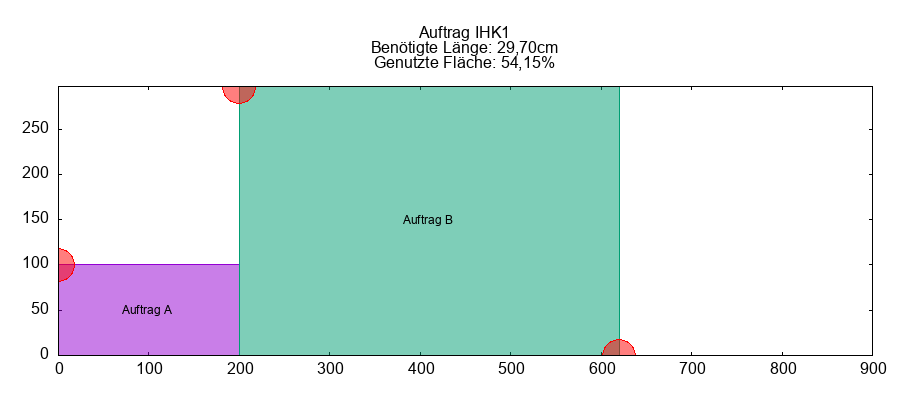 Auftrag IHK1
Benötigte Länge: 29,70cm
Genutzte Fläche: 54,15%
250
200
150
Auftrag B
100
50
Auftrag A
0
0 100 200 300 400 500 600 700 800 900